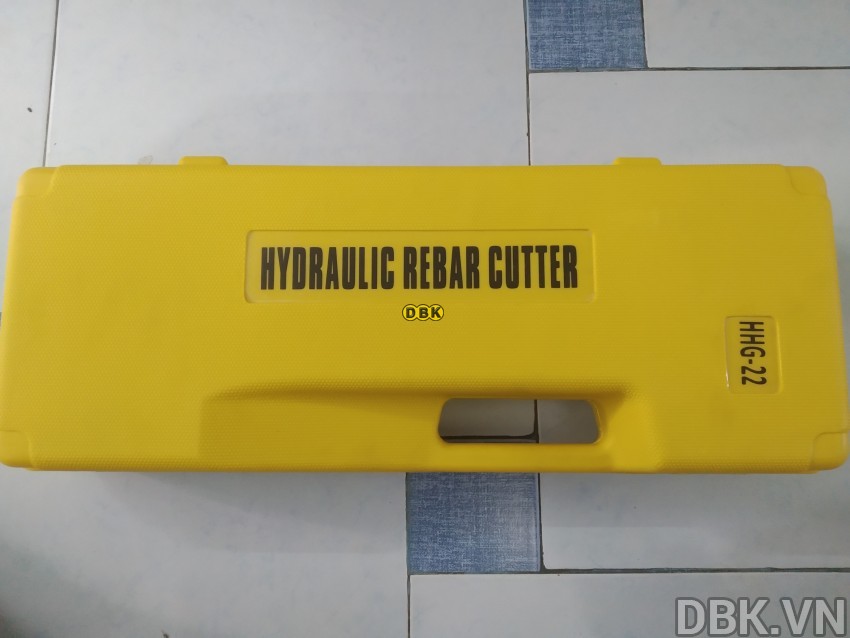 HYDRAULIC REBAR CUTTER
DBK
HHG-22
DBK.VN